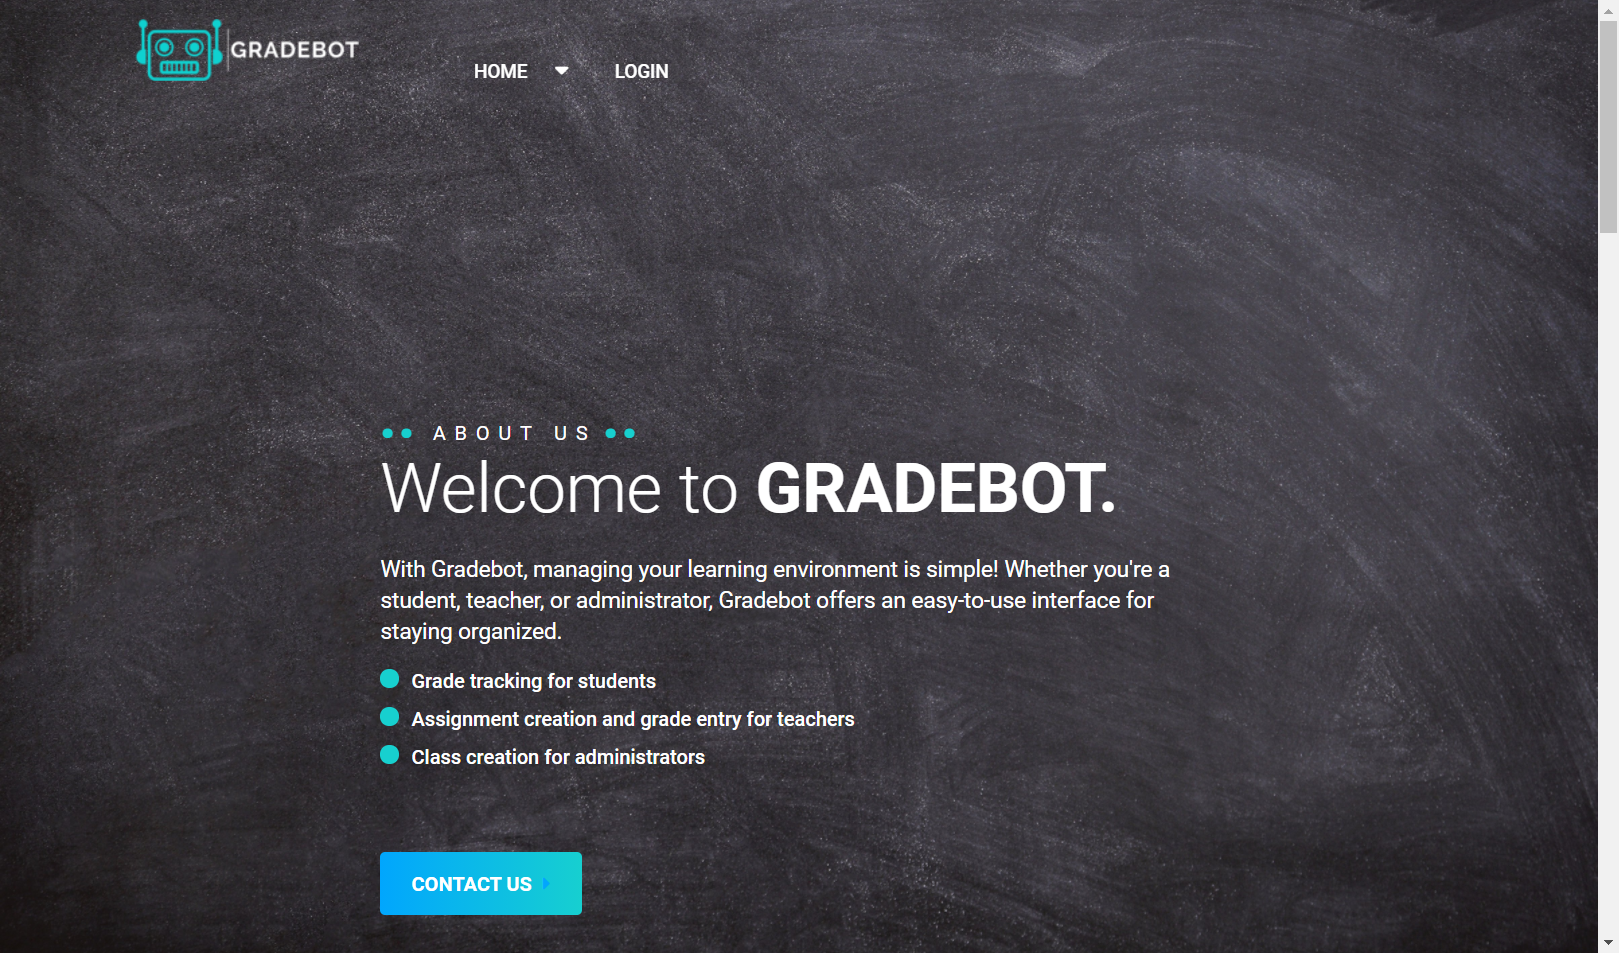 GRADEBOT
HOME
LOGIN
ABOUT US
Welcome to GRADEBOT.
With Gradebot, managing your learning environment is simple! Whether you're a
student, teacher, or administrator, Gradebot offers an easy-to-use interface for
staying organized.
Grade tracking for students
Assignment creation and grade entry for teachers
Class creation for administrators
CONTACT US